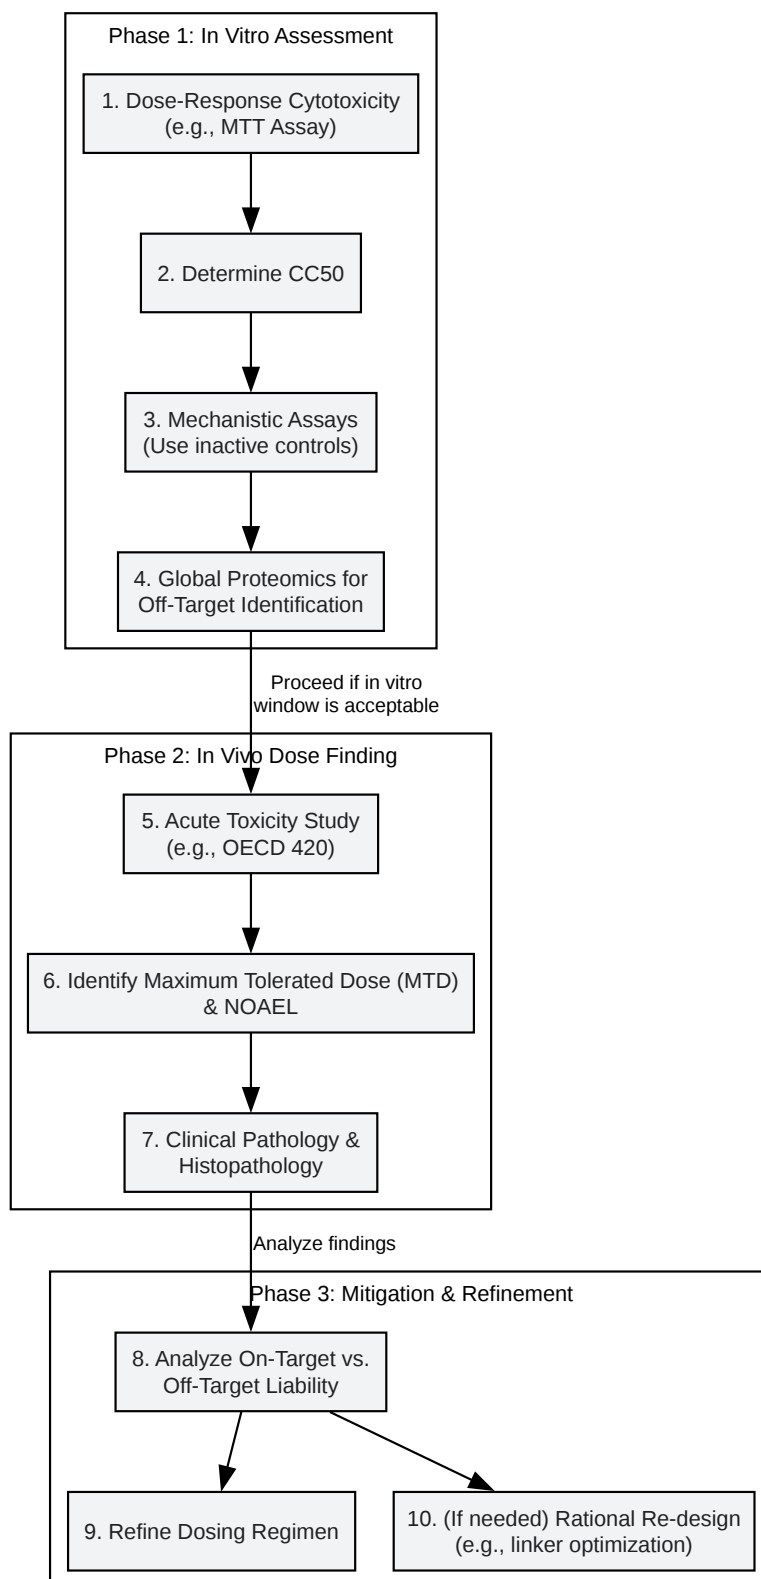 Phase 1: In Vitro Assessment
1. Dose-Response Cytotoxicity
(e.g., MTT Assay)
2. Determine CC50
3. Mechanistic Assays
(Use inactive controls)
4. Global Proteomics for
Off-Target Identification
Proceed if in vitro
window is acceptable
Phase 2: In Vivo Dose Finding
5. Acute Toxicity Study
(e.g., OECD 420)
6. Identify Maximum Tolerated Dose (MTD)
& NOAEL
7. Clinical Pathology &
Histopathology
Analyze findings
Phase 3: Mitigation & Refinement
8. Analyze On-Target vs.
Off-Target Liability
9. Refine Dosing Regimen
10. (If needed) Rational Re-design
(e.g., linker optimization)